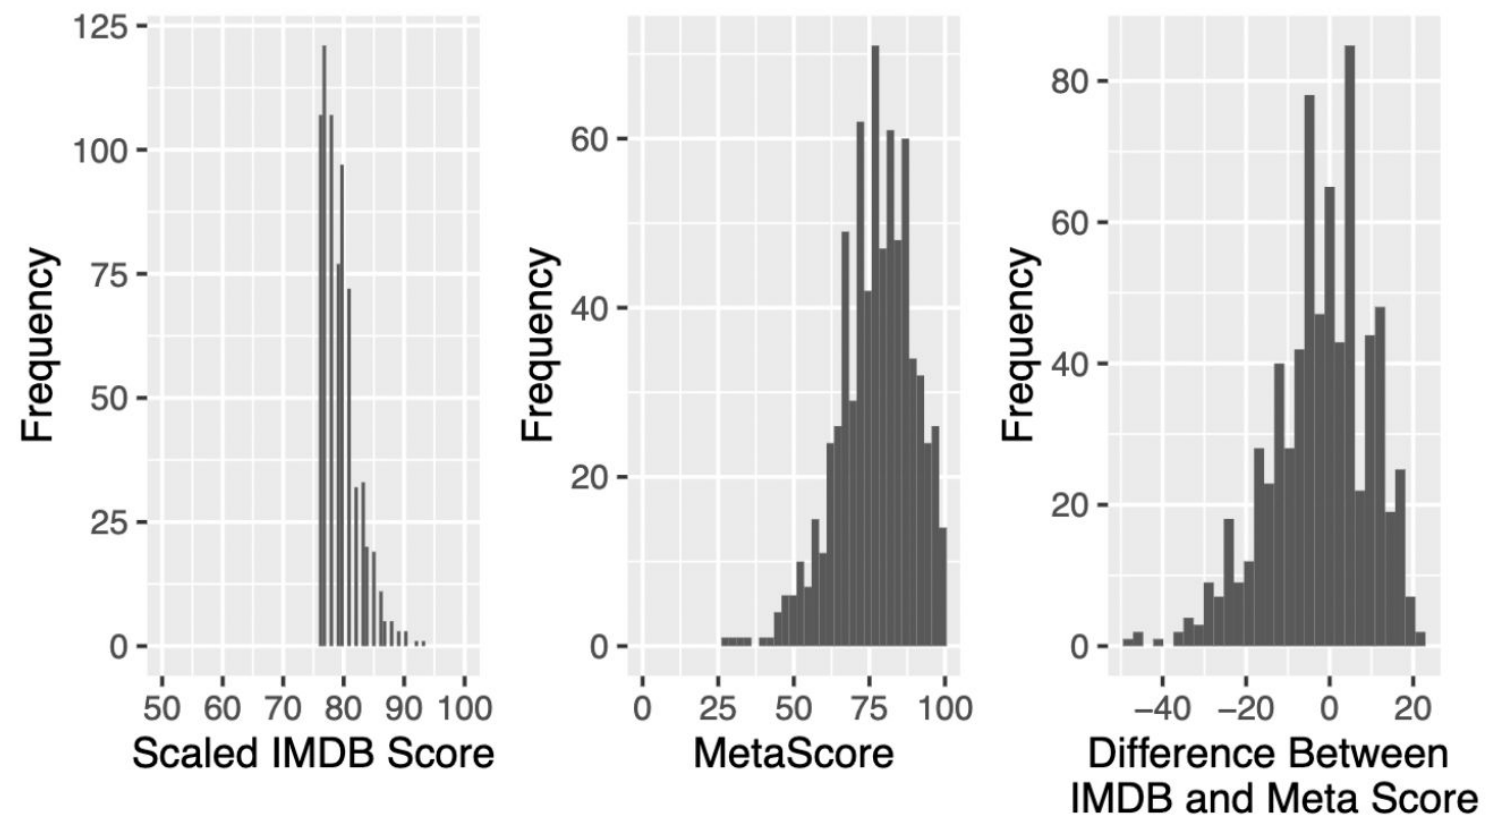 125
100
75
50
25
0
Frequency
50 60 70 80 90 100
Scaled IMDB Score
60
40
20
0
Frequency
0 25 50 75 100
MetaScore
80
60
40
20
0
Frequency
−40 −20 0 20
Difference Between
IMDB and Meta Score